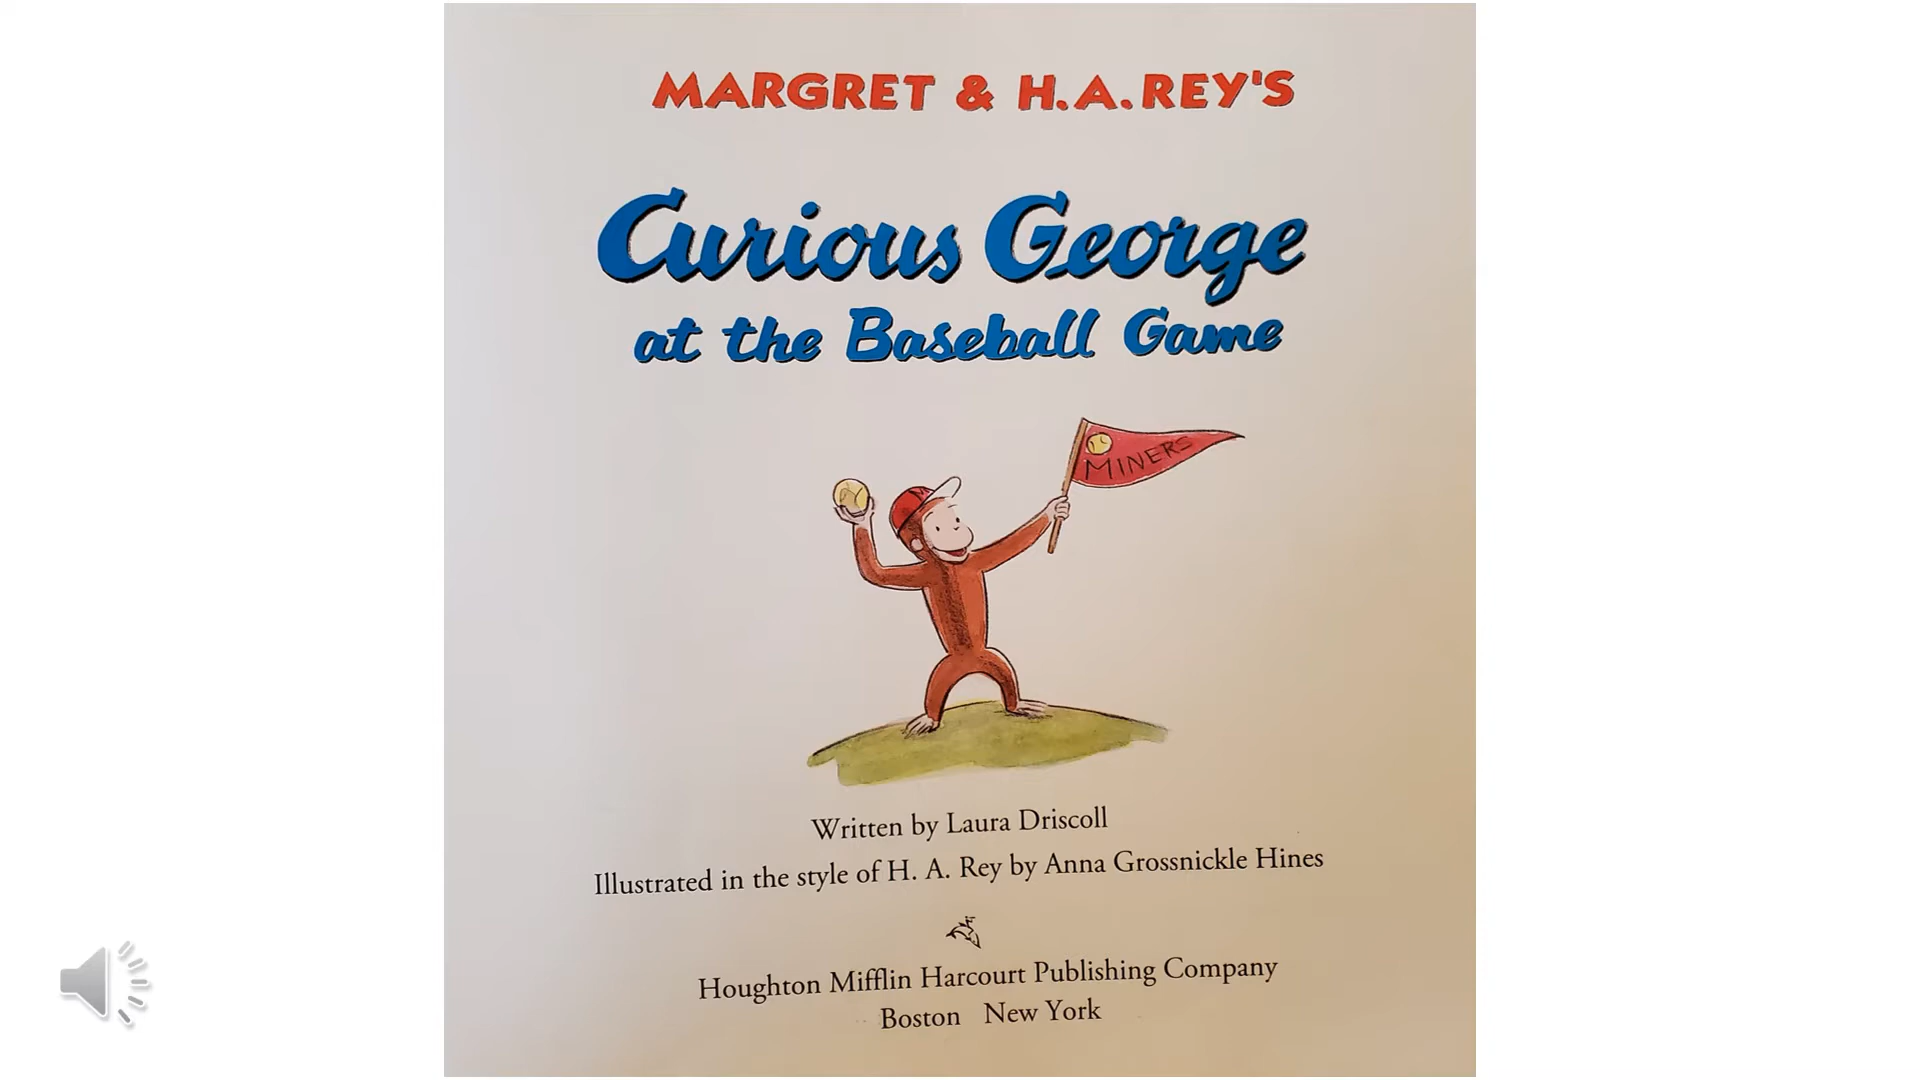 MARGRET & H.A.REY'S
Curious George
at the Baseball Game
MINERS
M
Written by Laura Driscoll
Illustrated in the style of H. A. Rey by Anna Grossnickle Hines
Houghton Mifflin Harcourt Publishing Company
Boston New York